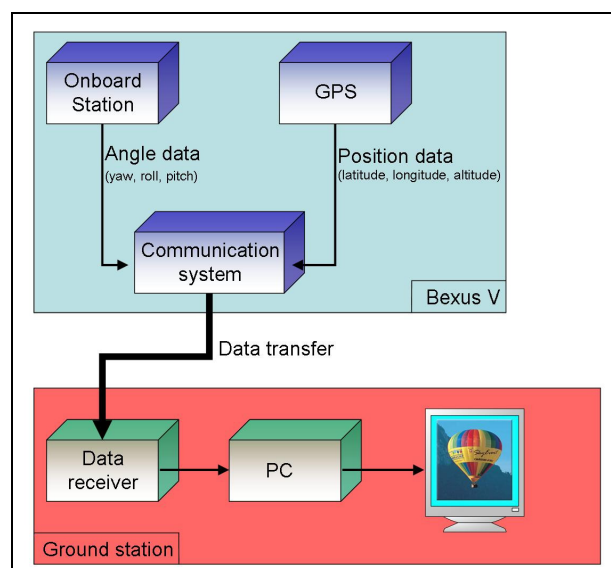 Onboard
Station
GPS
Angle data
(yaw, roll, pitch)
Position data
(latitude, longitude, altitude)
Communication
system
Bexus V
Data transfer
Data
receiver
PC
Ground station